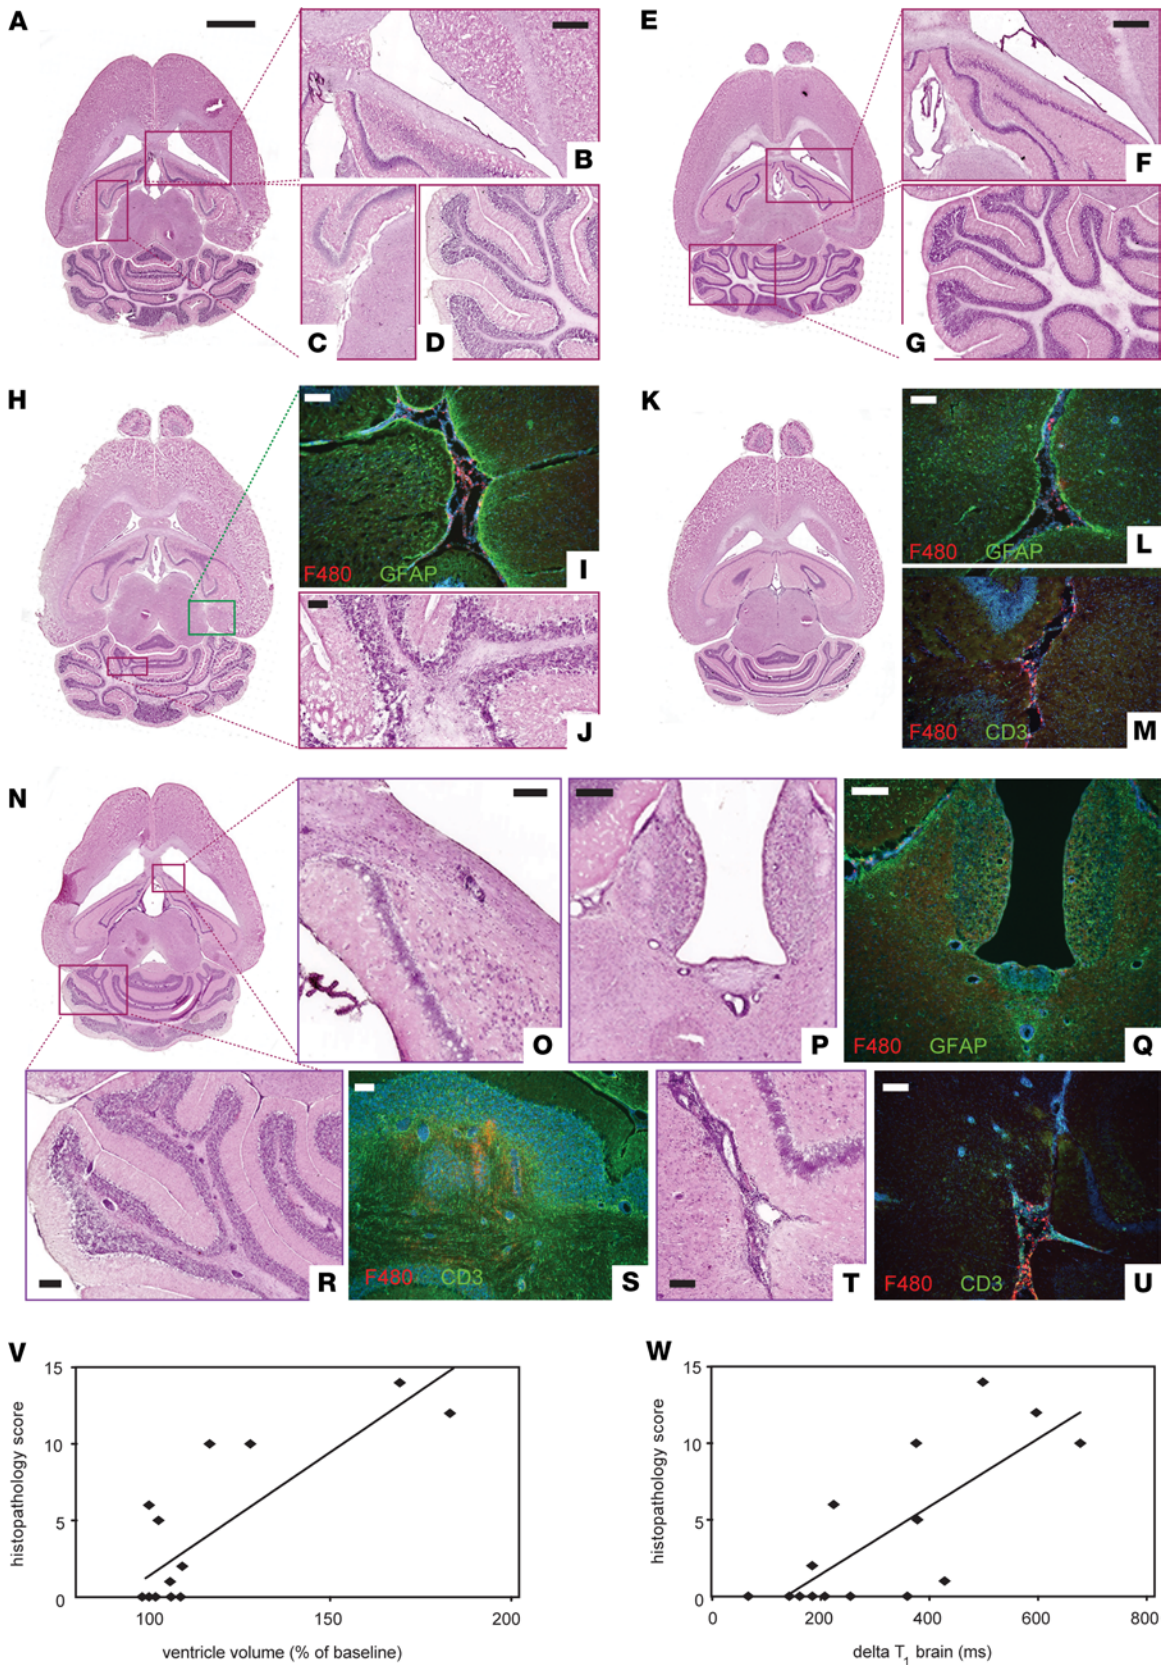 A
B
C
D
E
F
G
H
F480 GFAP
I
J
K
F480 GFAP
L
F480 CD3
M
N
O
P
F480 GFAP
Q
R
F480 CD3
S
T
F480 CD3
U
V
15
10
5
0
histopathology score
100 150 200
ventricle volume (% of baseline)
W
15
10
5
0
histopathology score
0 200 400 600 800
delta T1 brain (ms)